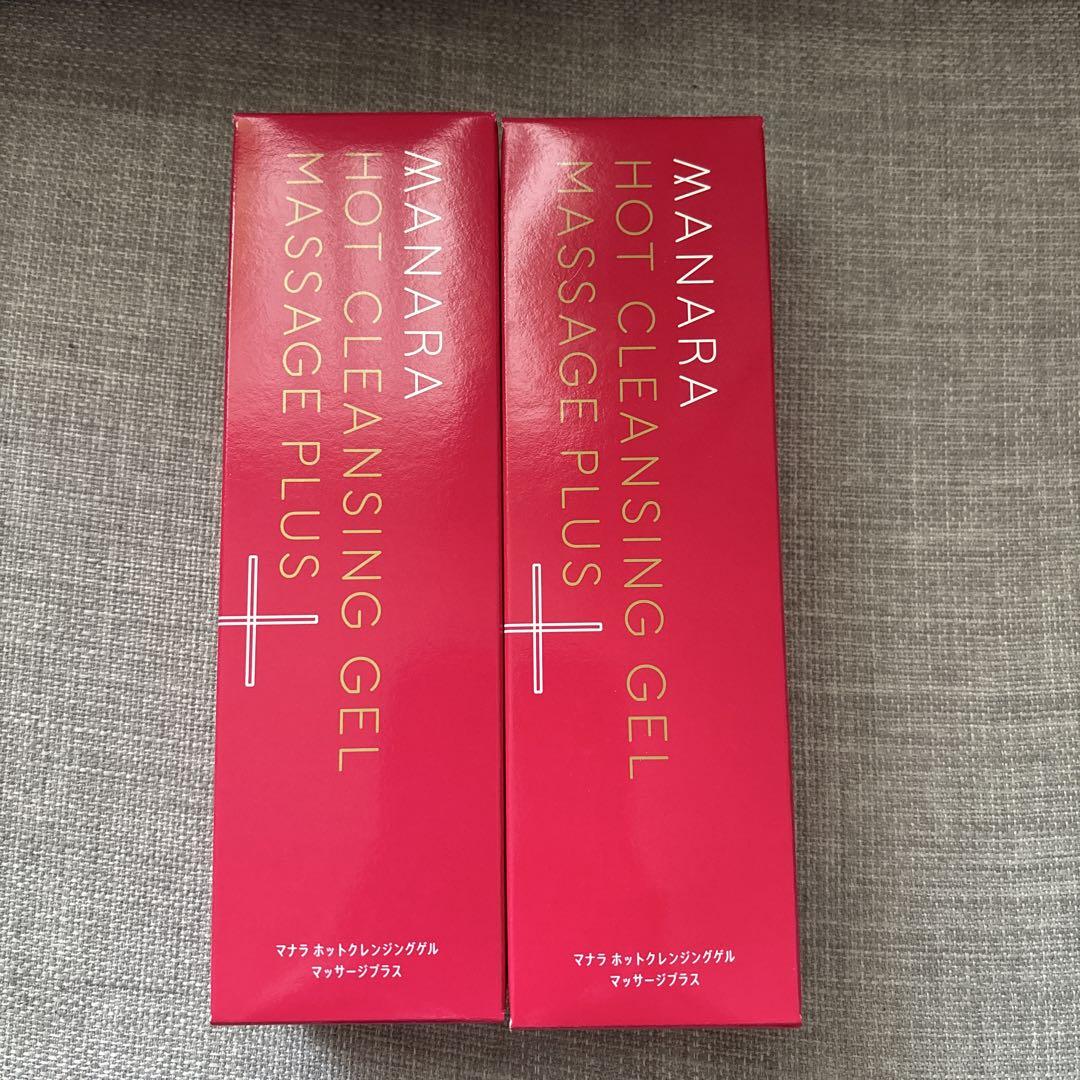 MANARA
HOT CLEANSING GEL
MASSAGE PLUS
マナラ ホットクレンジングゲル
マッサージプラス
MANARA
HOT CLEANSING GEL
MASSAGE PLUS
マナラ ホットクレンジングゲル
マッサージプラス